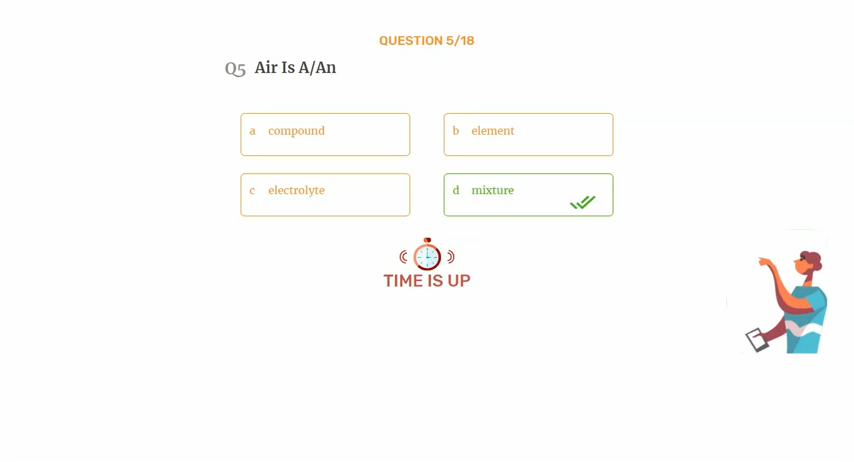 QUESTION 5/18
Q5 Air Is A/An
a compound
b element
c electrolyte
d mixture
TIME IS UP